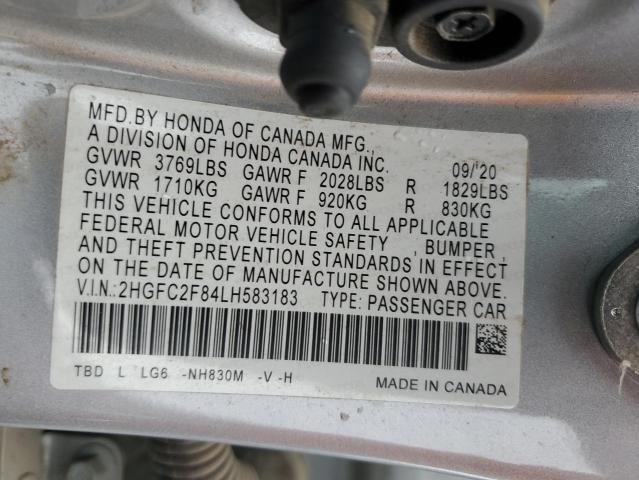 MFD.BY HONDA OF CANADA MFG.,
A DIVISION OF HONDA CANADA INC. 09/'20
GVWR 3769LBS GAWR F 2028LBS R 1829LBS
GVWR 1710KG GAWR F 920KG R 830KG
THIS VEHICLE CONFORMS TO ALL APPLICABLE
FEDERAL MOTOR VEHICLE SAFETY , BUMPER ,
AND THEFT PREVENTION STANDARDS IN EFFECT
ON THE DATE OF MANUFACTURE SHOWN ABOVE.
V.I.N.:2HGFC2F84LH583183 TYPE: PASSENGER CAR
TBD L LG6 -NH830M -V -H MADE IN CANADA